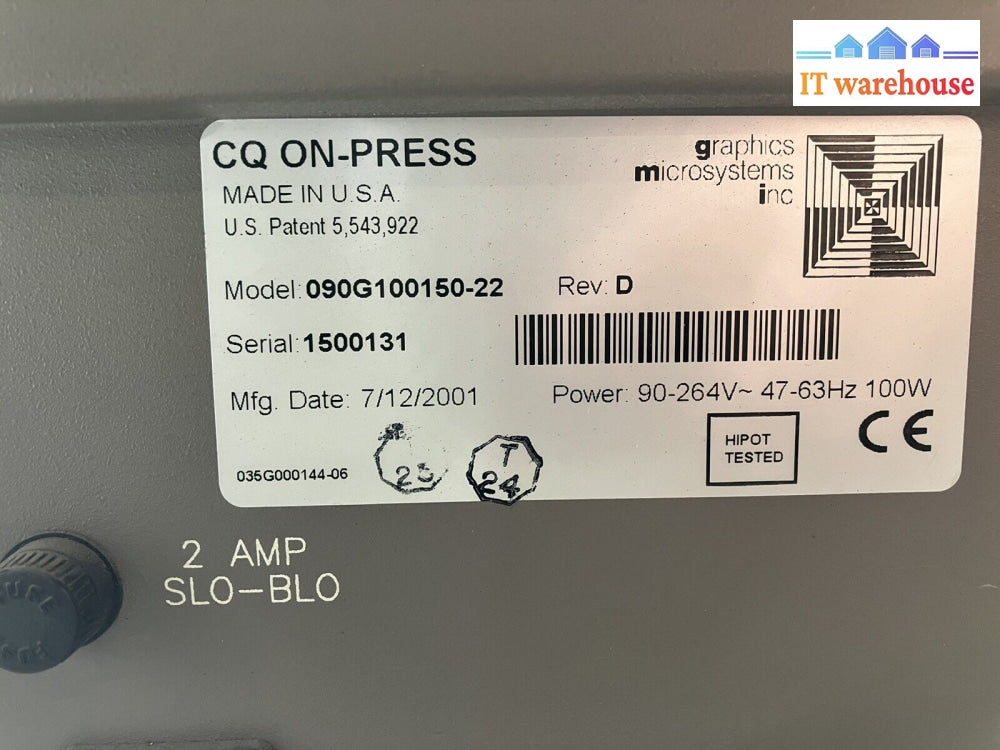 IT warehouse
CQ ON-PRESS
MADE IN U.S.A.
U.S. Patent 5,543,922
graphics
microsystems
inc
Model: 090G100150-22 Rev: D
Serial: 1500131
Mfg. Date: 7/12/2001 Power: 90-264V~ 47-63Hz 100W
HIPOT
TESTED
CE
035G000144-06
25
T
24
2 AMP
SLO-BLO
FUSE